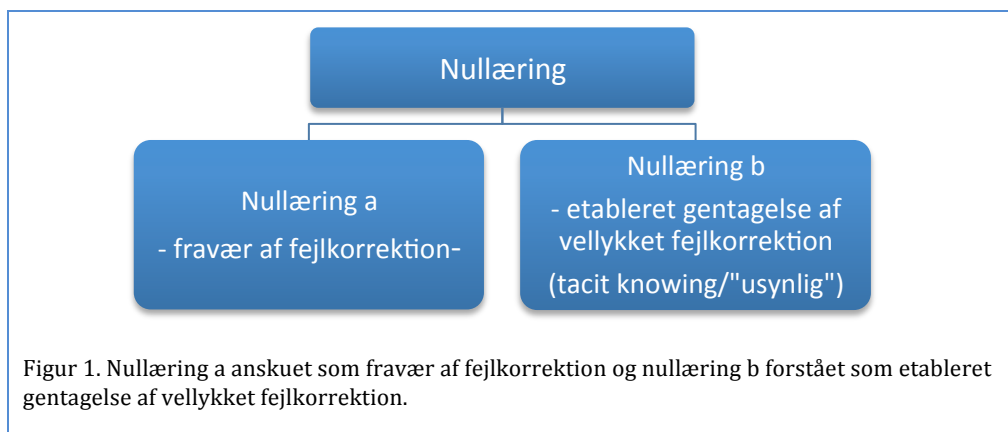 Nullæring
Nullæring a
- fravær af fejlkorrektion-
Nullæring b
- etableret gentagelse af
vellykket fejlkorrektion
(tacit knowing/"usynlig")
Figur 1. Nullæring a anskuet som fravær af fejlkorrektion og nullæring b forstået som etableret
gentagelse af vellykket fejlkorrektion.